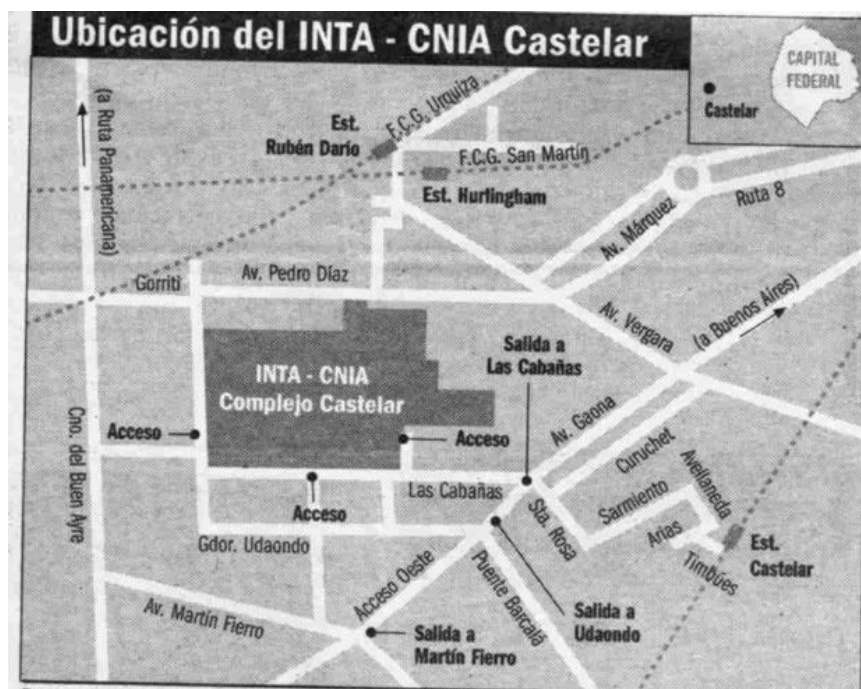 Ubicación del INTA - CNIA Castelar
CAPITAL
FEDERAL
Castelar
(a Ruta Panamericana)
Est.
Rubén Darío
F.C.G. Urquiza
F.C.G. San Martín
Est. Hurlingham
Av. Márquez
Ruta 8
Gorriti
Av. Pedro Díaz
Av. Vergara
(a Buenos Aires)
Salida a
Las Cabañas
INTA - CNIA
Complejo Castelar
Cno. del Buen Ayre
Acceso
Acceso
Av. Gaona
Curuchet
Acceso
Las Cabañas
Sta. Rosa
Sarmiento
Avellaneda
Arias
Timbúes
Est.
Castelar
Gdor. Udaondo
Acceso Oeste
Puente Barcalá
Av. Martín Fierro
Salida a
Martín Fierro
Salida a
Udaondo